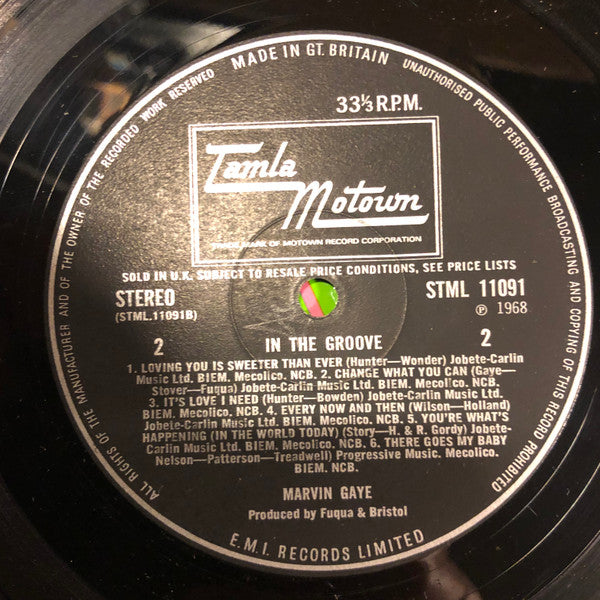 MADE IN GT. BRITAIN
UNAUTHORISED PUBLIC PERFORMANCE BROADCASTING AND COPYING OF THIS RECORD PROHIBITED
ALL RIGHTS OF THE MANUFACTURER AND OF THE OWNER OF THE RECORDED WORK RESERVED
33⅓ R.P.M.
Tamla
Motown
TRADE MARK OF MOTOWN RECORD CORPORATION
SOLD IN U.K. SUBJECT TO RESALE PRICE CONDITIONS, SEE PRICE LISTS
STEREO STML 11091
(STML.11091B) ℗ 1968
2 IN THE GROOVE 2
1. LOVING YOU IS SWEETER THAN EVER (Hunter—Wonder) Jobete-Carlin
Music Ltd. BIEM. Mecolico. NCB. 2. CHANGE WHAT YOU CAN (Gaye—
Stover—Fuqua) Jobete-Carlin Music Ltd. BIEM. Mecolico. NCB.
3. IT'S LOVE I NEED (Hunter—Bowden) Jobete-Carlin Music Ltd.
BIEM. Mecolico. NCB. 4. EVERY NOW AND THEN (Wilson—Holland)
Jobete-Carlin Music Ltd. BIEM. Mecolico. NCB. 5. YOU'RE WHAT'S
HAPPENING (IN THE WORLD TODAY) (Story—H. & R. Gordy) Jobete-
Carlin Music Ltd. BIEM. Mecolico. NCB. 6. THERE GOES MY BABY
Nelson—Patterson—Treadwell) Progressive Music. Mecolico.
BIEM. NCB.
MARVIN GAYE
Produced by Fuqua & Bristol
E.M.I. RECORDS LIMITED